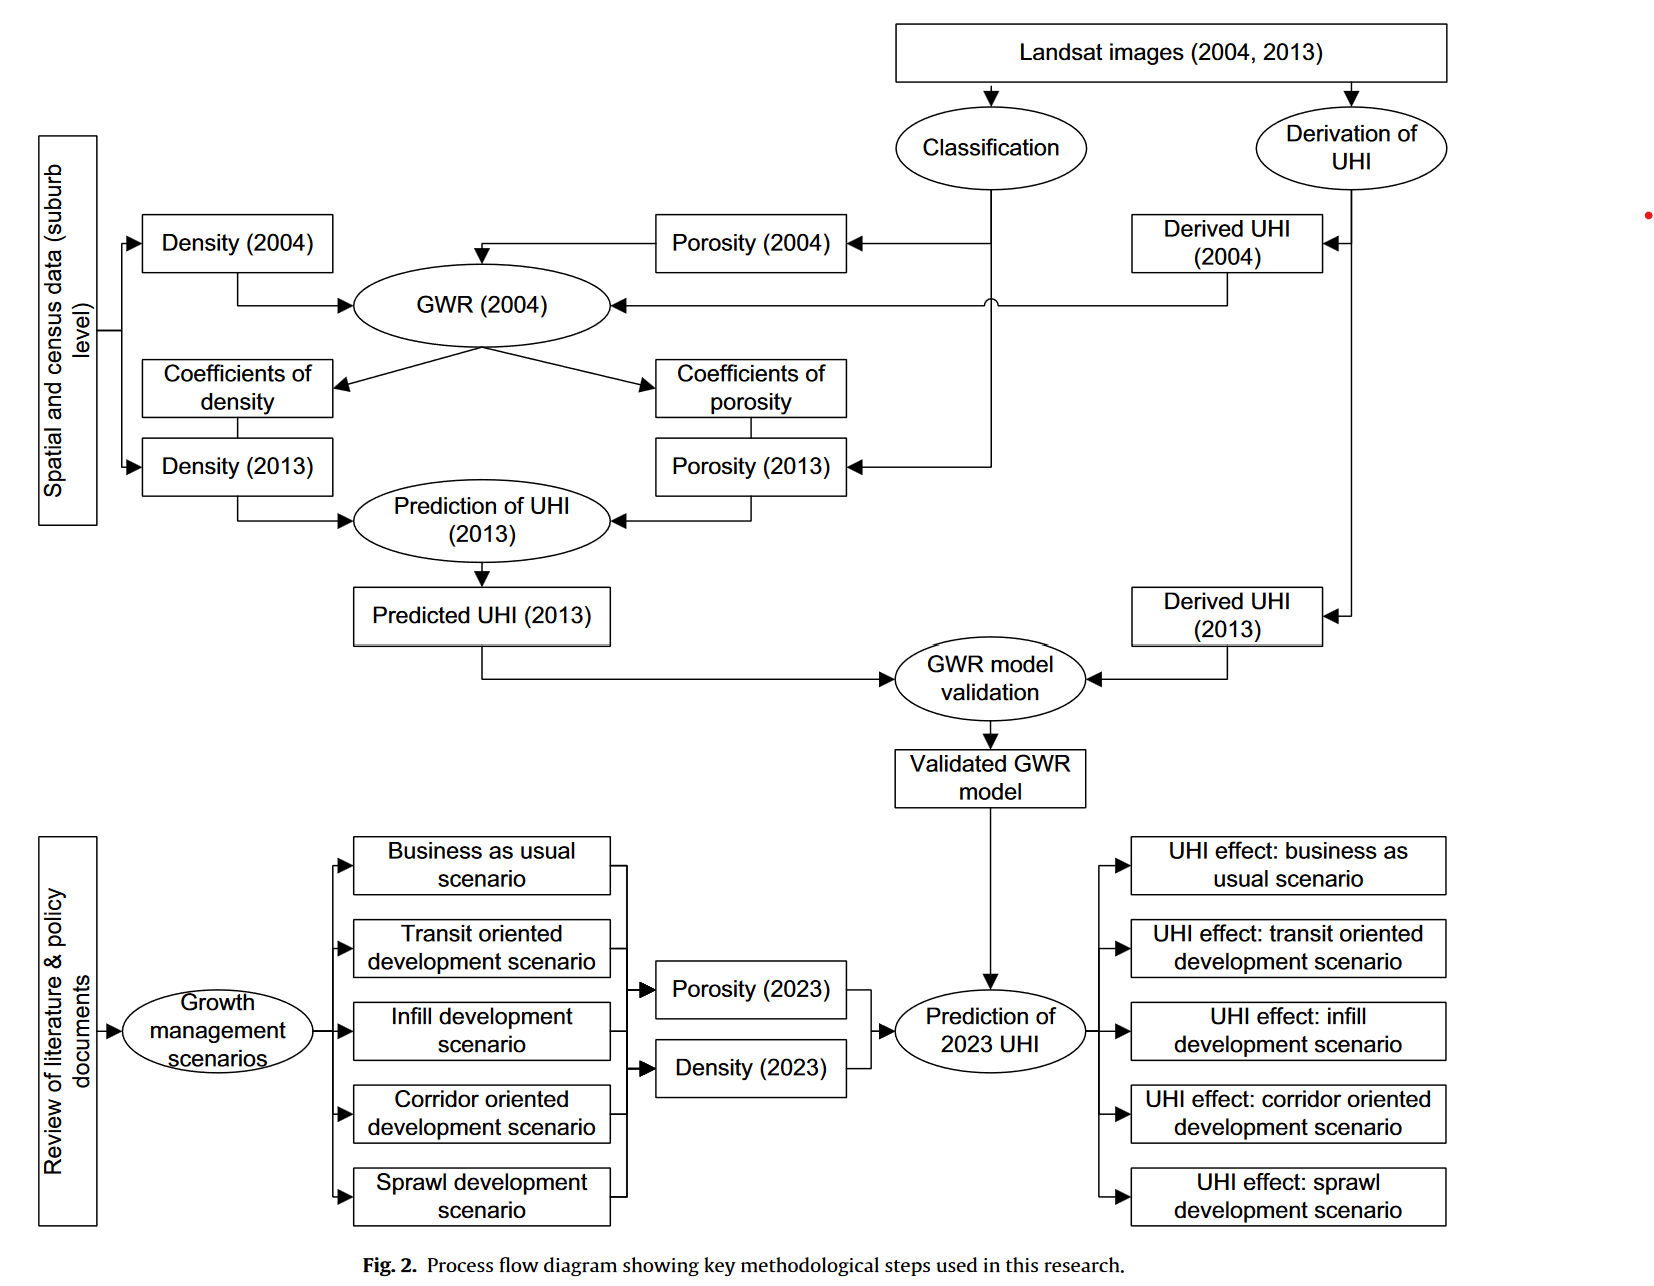 Landsat images (2004, 2013)
Classification
Derivation of
UHI
Spatial and census data (suburb
level)
Density (2004)
Porosity (2004)
Derived UHI
(2004)
GWR (2004)
Coefficients of
density
Coefficients of
porosity
Density (2013)
Porosity (2013)
Prediction of UHI
(2013)
Predicted UHI (2013)
Derived UHI
(2013)
GWR model
validation
Validated GWR
model
Review of literature & policy
documents
Growth
management
scenarios
Business as usual
scenario
Transit oriented
development scenario
Infill development
scenario
Corridor oriented
development scenario
Sprawl development
scenario
Porosity (2023)
Density (2023)
Prediction of
2023 UHI
UHI effect: business as
usual scenario
UHI effect: transit oriented
development scenario
UHI effect: infill
development scenario
UHI effect: corridor oriented
development scenario
UHI effect: sprawl
development scenario
Fig. 2. Process flow diagram showing key methodological steps used in this research.